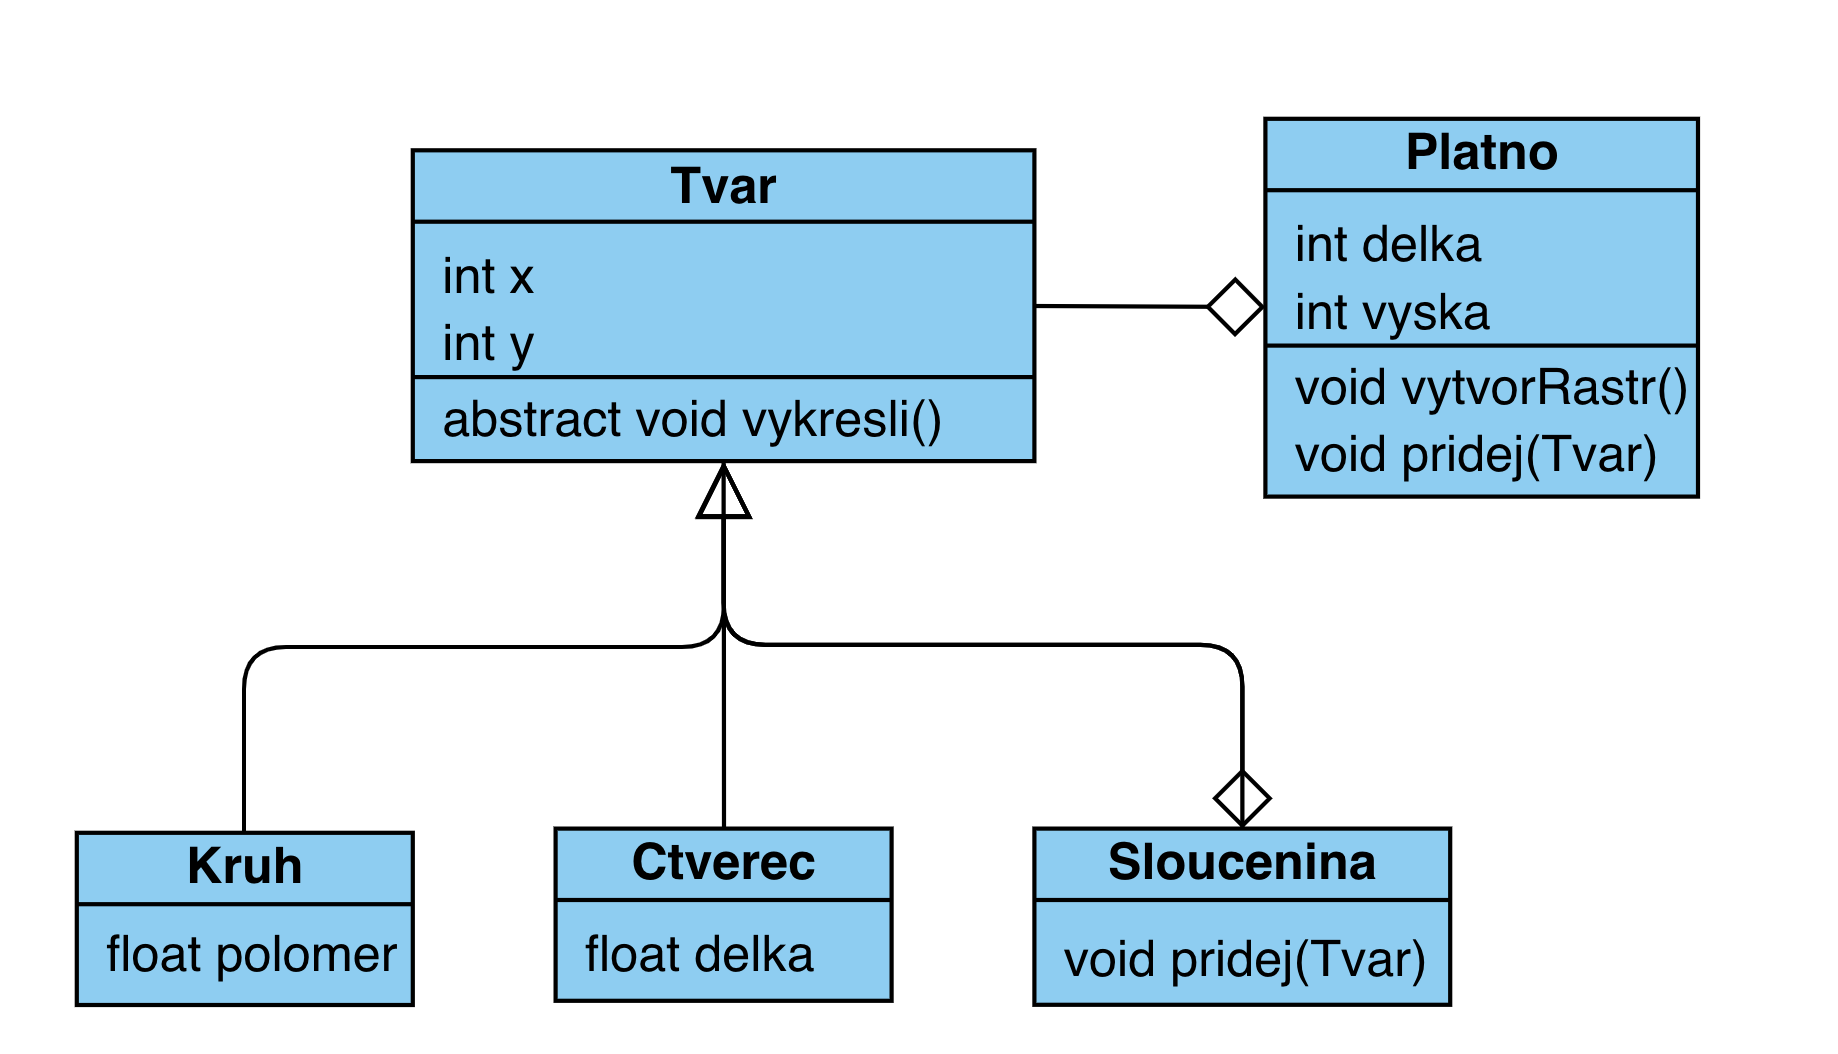 Tvar
int x
int y
abstract void vykresli()
Platno
int delka
int vyska
void vytvorRastr()
void pridej(Tvar)
Kruh
float polomer
Ctverec
float delka
Sloucenina
void pridej(Tvar)